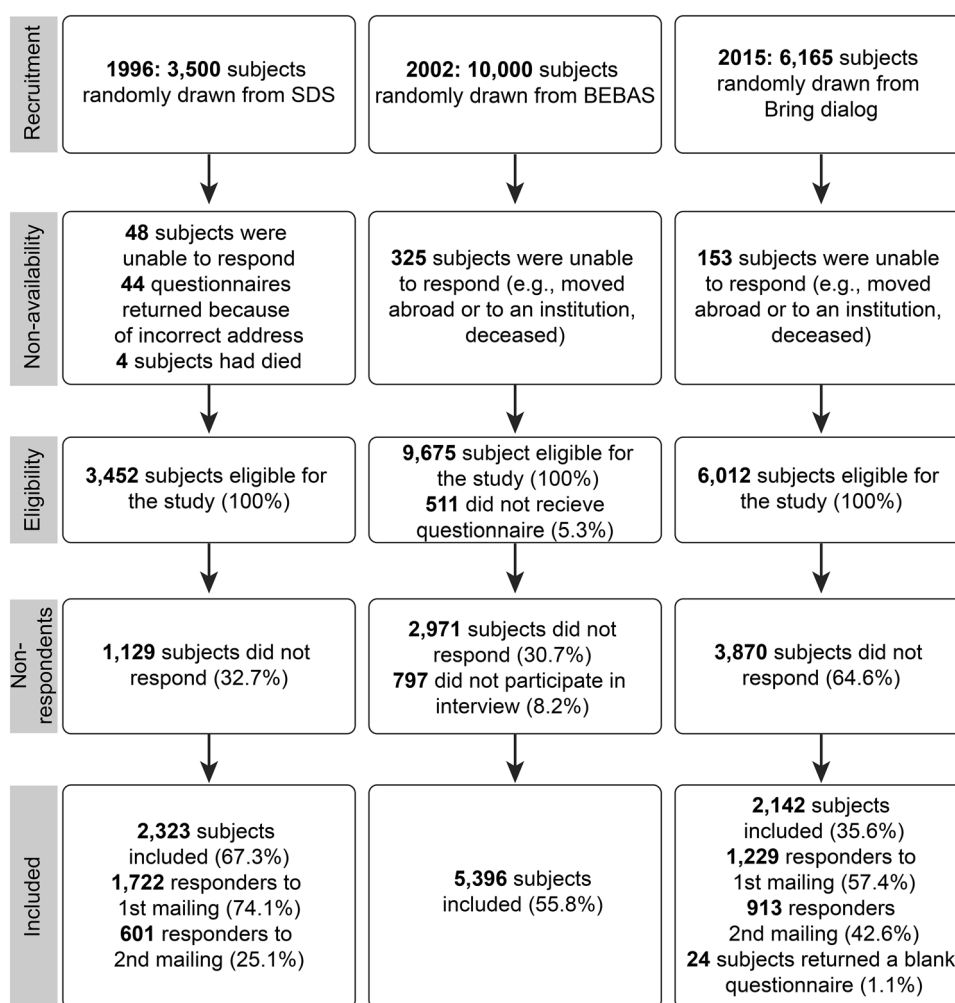 Recruitment
1996: 3,500 subjects
randomly drawn from SDS
2002: 10,000 subjects
randomly drawn from BEBAS
2015: 6,165 subjects
randomly drawn from
Bring dialog
Non-availability
48 subjects were
unable to respond
44 questionnaires
returned because
of incorrect address
4 subjects had died
325 subjects were unable
to respond (e.g., moved
abroad or to an institution,
deceased)
153 subjects were unable
to respond (e.g., moved
abroad or to an institution,
deceased)
Eligibility
3,452 subjects eligible for
the study (100%)
9,675 subject eligible for
the study (100%)
511 did not recieve
questionnaire (5.3%)
6,012 subjects eligible for
the study (100%)
Non-
respondents
1,129 subjects did not
respond (32.7%)
2,971 subjects did not
respond (30.7%)
797 did not participate in
interview (8.2%)
3,870 subjects did not
respond (64.6%)
Included
2,323 subjects
included (67.3%)
1,722 responders to
1st mailing (74.1%)
601 responders to
2nd mailing (25.1%)
5,396 subjects
included (55.8%)
2,142 subjects
included (35.6%)
1,229 responders to
1st mailing (57.4%)
913 responders
2nd mailing (42.6%)
24 subjects returned a blank
questionnaire (1.1%)